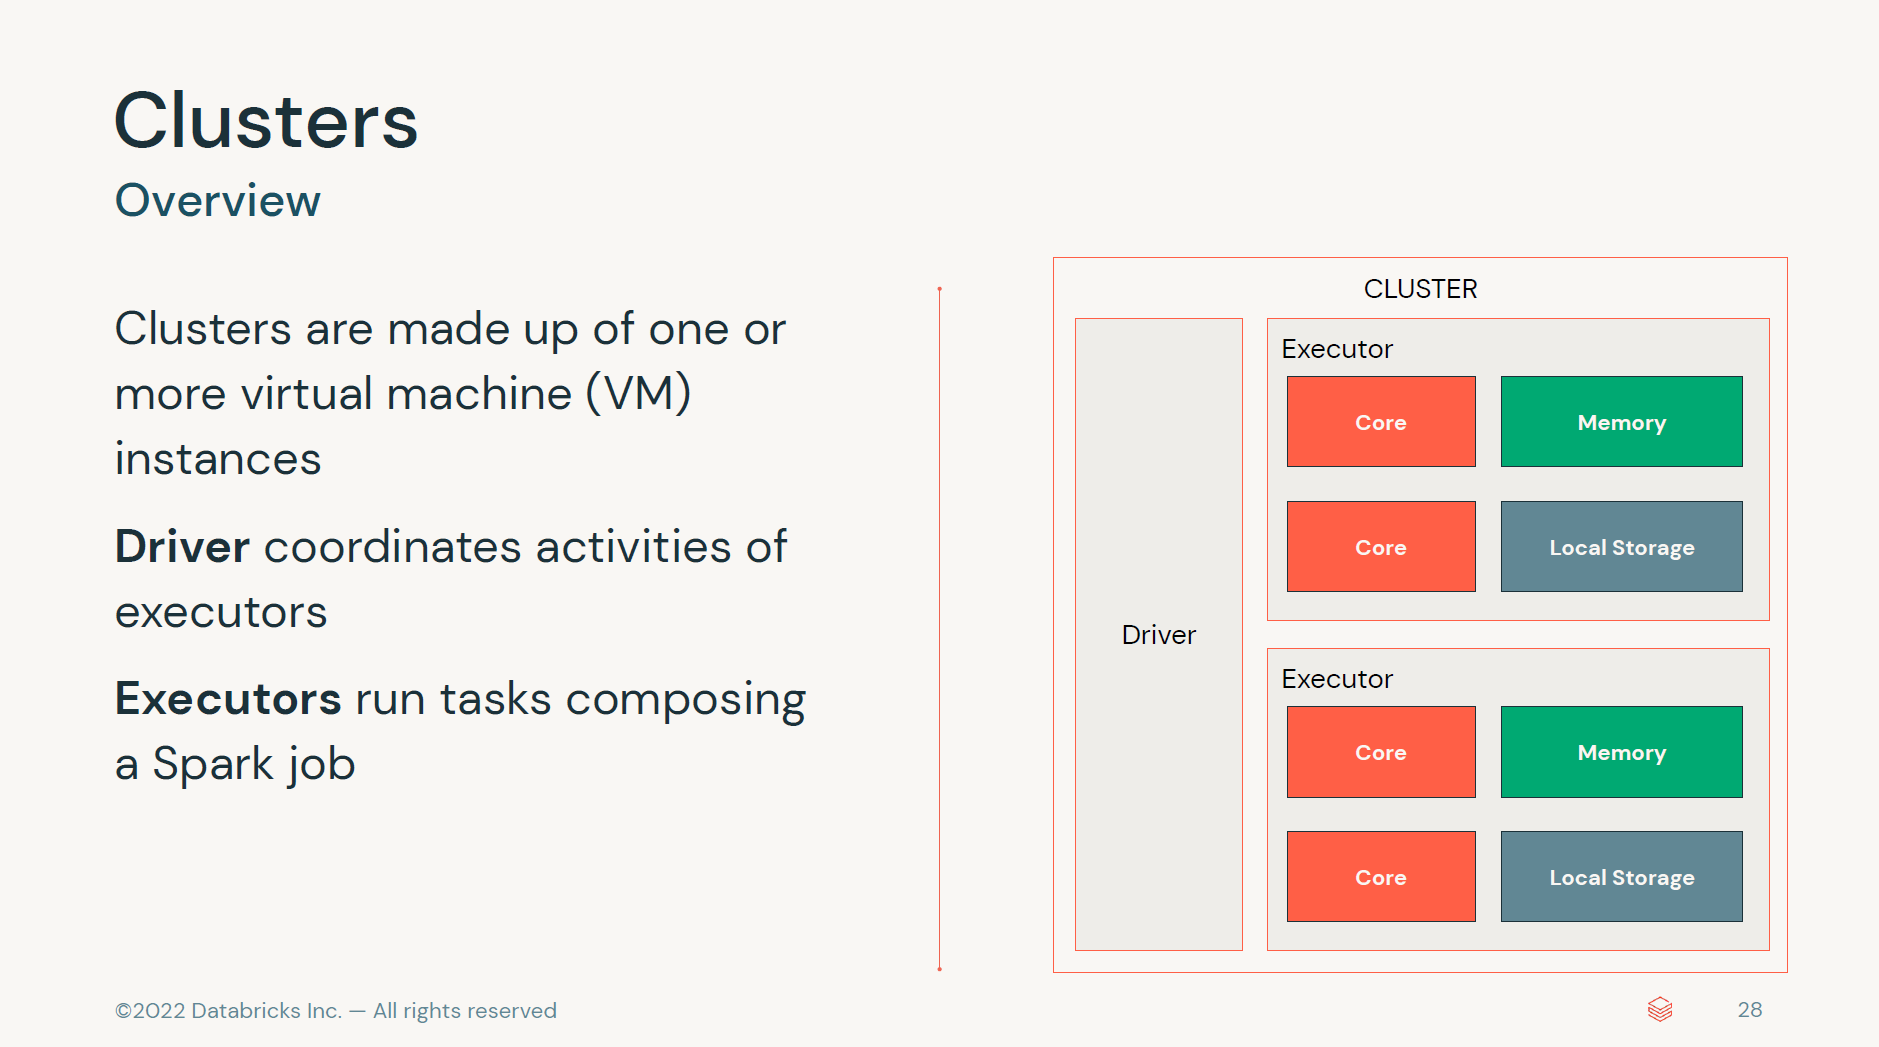 Clusters
Overview
Clusters are made up of one or
more virtual machine (VM)
instances
Driver coordinates activities of
executors
Executors run tasks composing
a Spark job
CLUSTER
Driver
Executor
Core
Memory
Core
Local Storage
Executor
Core
Memory
Core
Local Storage
©2022 Databricks Inc. — All rights reserved
28